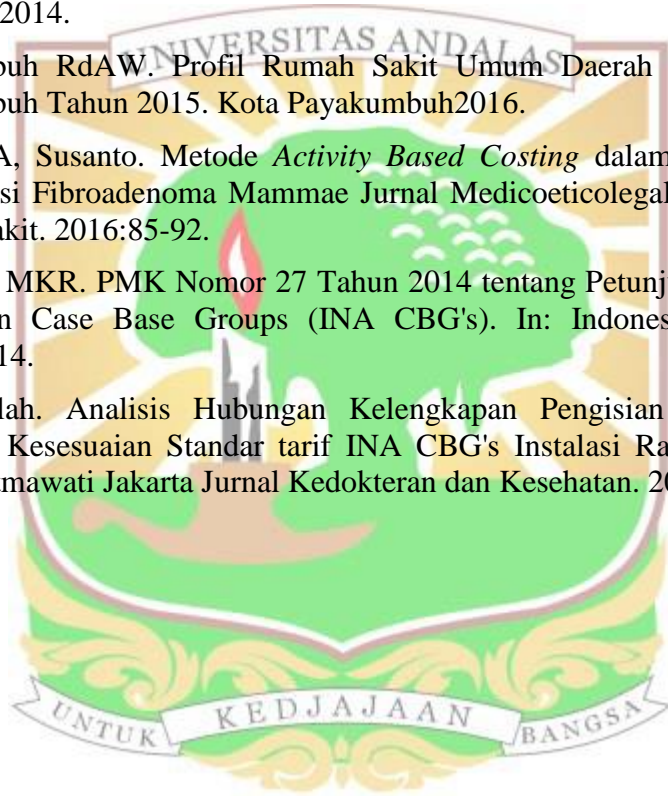 2014.
UNIVERSITAS ANDALAS
buh RdAW. Profil Rumah Sakit Umum Daerah
buh Tahun 2015. Kota Payakumbuh2016.
A, Susanto. Metode Activity Based Costing dalam
si Fibroadenoma Mammae Jurnal Medicoeticolegal
akit. 2016:85-92.
MKR. PMK Nomor 27 Tahun 2014 tentang Petunj
n Case Base Groups (INA CBG's). In: Indones
14.
lah. Analisis Hubungan Kelengkapan Pengisian
Kesesuaian Standar tarif INA CBG's Instalasi Ra
mawati Jakarta Jurnal Kedokteran dan Kesehatan. 20
UNTUK KEDJAJAAN BANGSA